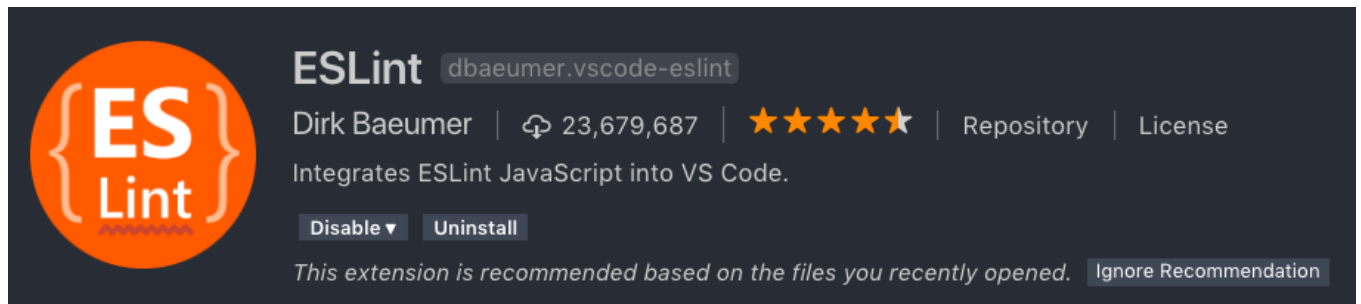 ES
Lint
ESLint dbaeumer.vscode-eslint
Dirk Baeumer | 23,679,687 | Repository | License
Integrates ESLint JavaScript into VS Code.
Disable ▾ Uninstall
This extension is recommended based on the files you recently opened. Ignore Recommendation